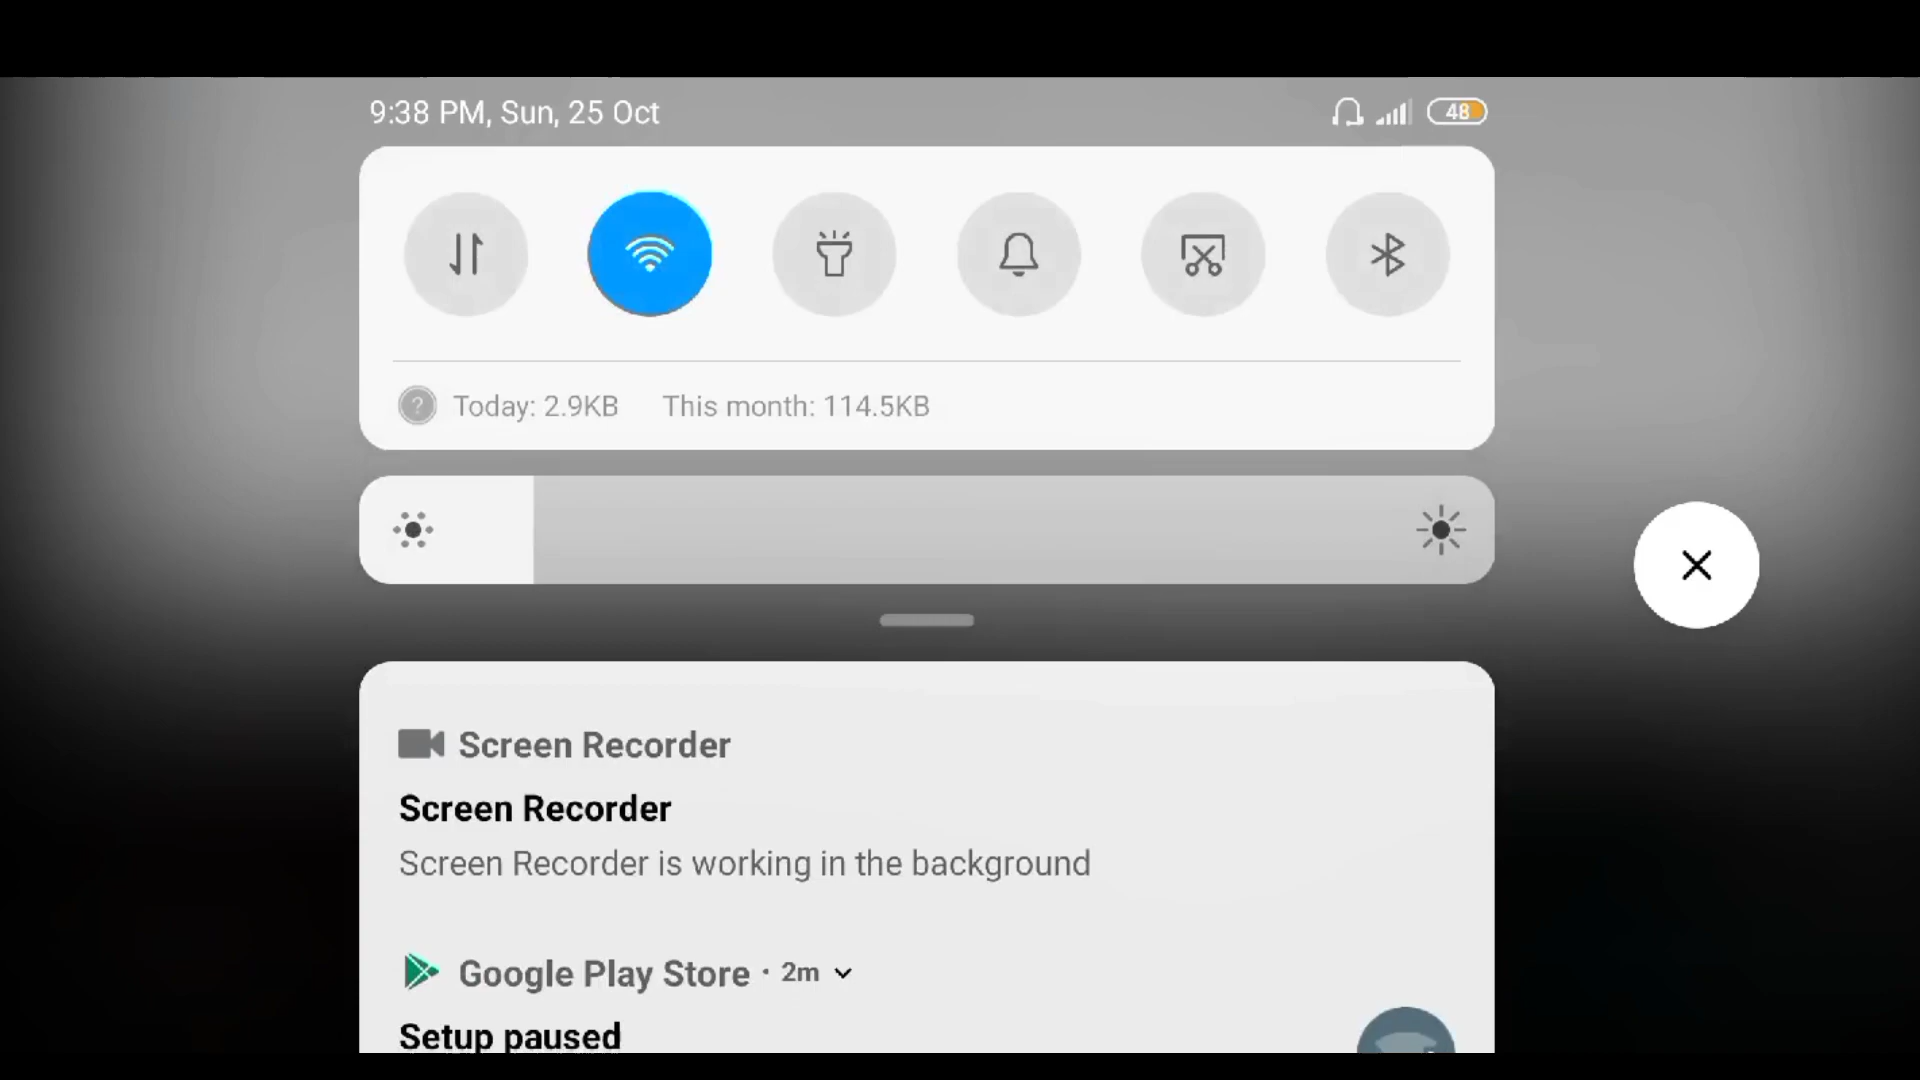 9:38 PM, Sun, 25 Oct
48
Today: 2.9KB This month: 114.5KB
Screen Recorder
Screen Recorder
Screen Recorder is working in the background
Google Play Store · 2m
Setup paused